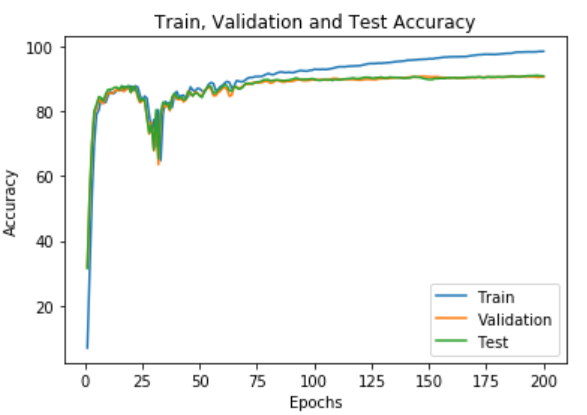 Train, Validation and Test Accuracy
100
80
60
40
20
Accuracy
0 25 50 75 100 125 150 175 200
Epochs
Train
Validation
Test